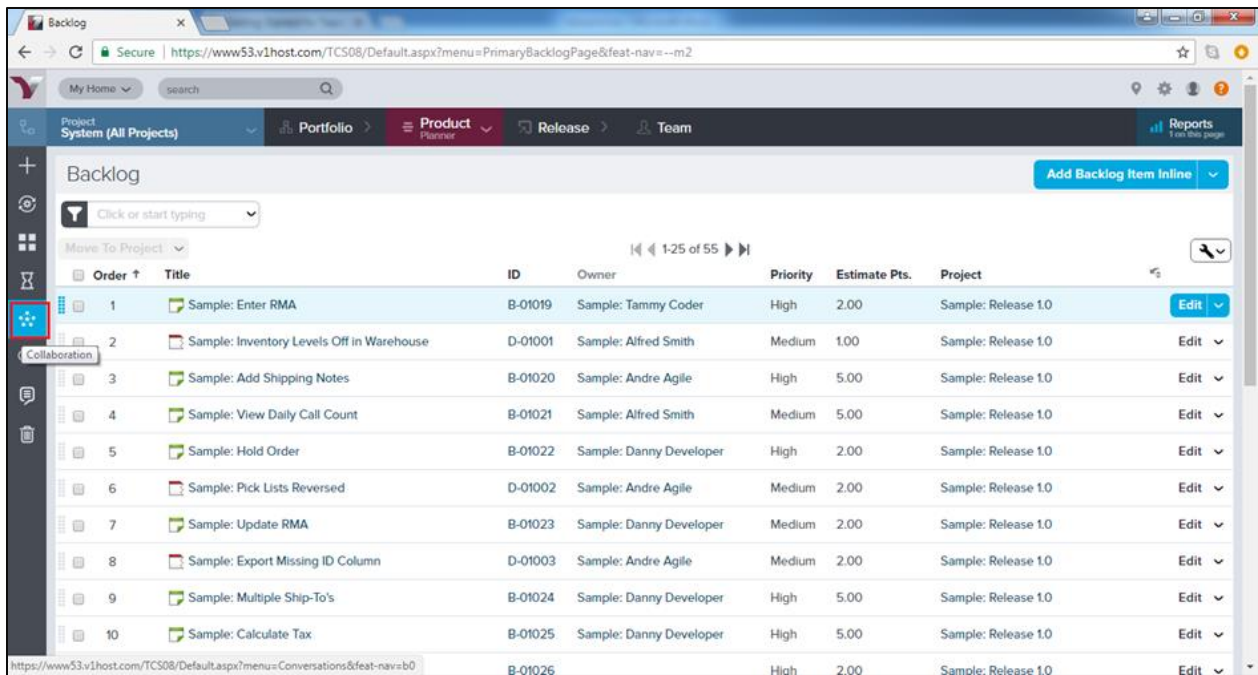 Backlog
Secure | https://www53.v1host.com/TCS08/Default.aspx?menu=PrimaryBacklogPage&feat-nav=--m2
My Home search
Project
System (All Projects) Portfolio Product Planner Release Team Reports
1 on this page
Backlog Add Backlog Item Inline
Click or start typing
Move To Project 1-25 of 55
Order Title ID Owner Priority Estimate Pts. Project
1 Sample: Enter RMA B-01019 Sample: Tammy Coder High 2.00 Sample: Release 1.0 Edit
2 Sample: Inventory Levels Off in Warehouse D-01001 Sample: Alfred Smith Medium 1.00 Sample: Release 1.0 Edit
Collaboration
3 Sample: Add Shipping Notes B-01020 Sample: Andre Agile High 5.00 Sample: Release 1.0 Edit
4 Sample: View Daily Call Count B-01021 Sample: Alfred Smith Medium 5.00 Sample: Release 1.0 Edit
5 Sample: Hold Order B-01022 Sample: Danny Developer High 2.00 Sample: Release 1.0 Edit
6 Sample: Pick Lists Reversed D-01002 Sample: Andre Agile Medium 2.00 Sample: Release 1.0 Edit
7 Sample: Update RMA B-01023 Sample: Danny Developer Medium 2.00 Sample: Release 1.0 Edit
8 Sample: Export Missing ID Column D-01003 Sample: Andre Agile Medium 2.00 Sample: Release 1.0 Edit
9 Sample: Multiple Ship-To's B-01024 Sample: Danny Developer High 5.00 Sample: Release 1.0 Edit
10 Sample: Calculate Tax B-01025 Sample: Danny Developer High 5.00 Sample: Release 1.0 Edit
https://www53.v1host.com/TCS08/Default.aspx?menu=Conversations&feat-nav=b0
B-01026 High 2.00 Sample: Release 1.0 Edit